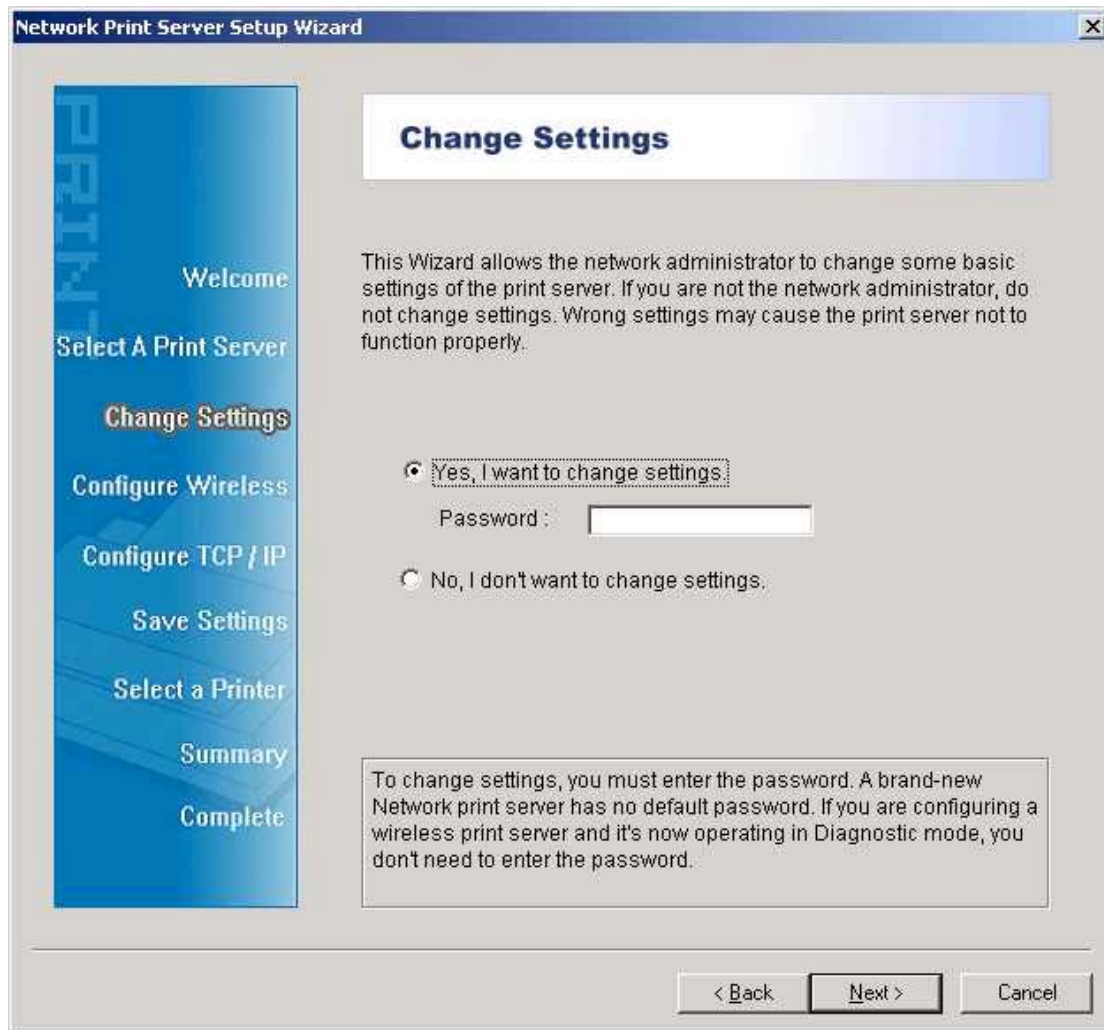 Network Print Server Setup Wizard
PRINT
Welcome
Select A Print Server
Change Settings
Configure Wireless
Configure TCP / IP
Save Settings
Select a Printer
Summary
Complete
Change Settings
This Wizard allows the network administrator to change some basic
settings of the print server. If you are not the network administrator, do
not change settings. Wrong settings may cause the print server not to
function properly.
Yes, I want to change settings.
Password :
No, I don't want to change settings.
To change settings, you must enter the password. A brand-new
Network print server has no default password. If you are configuring a
wireless print server and it's now operating in Diagnostic mode, you
don't need to enter the password.
< Back
Next >
Cancel